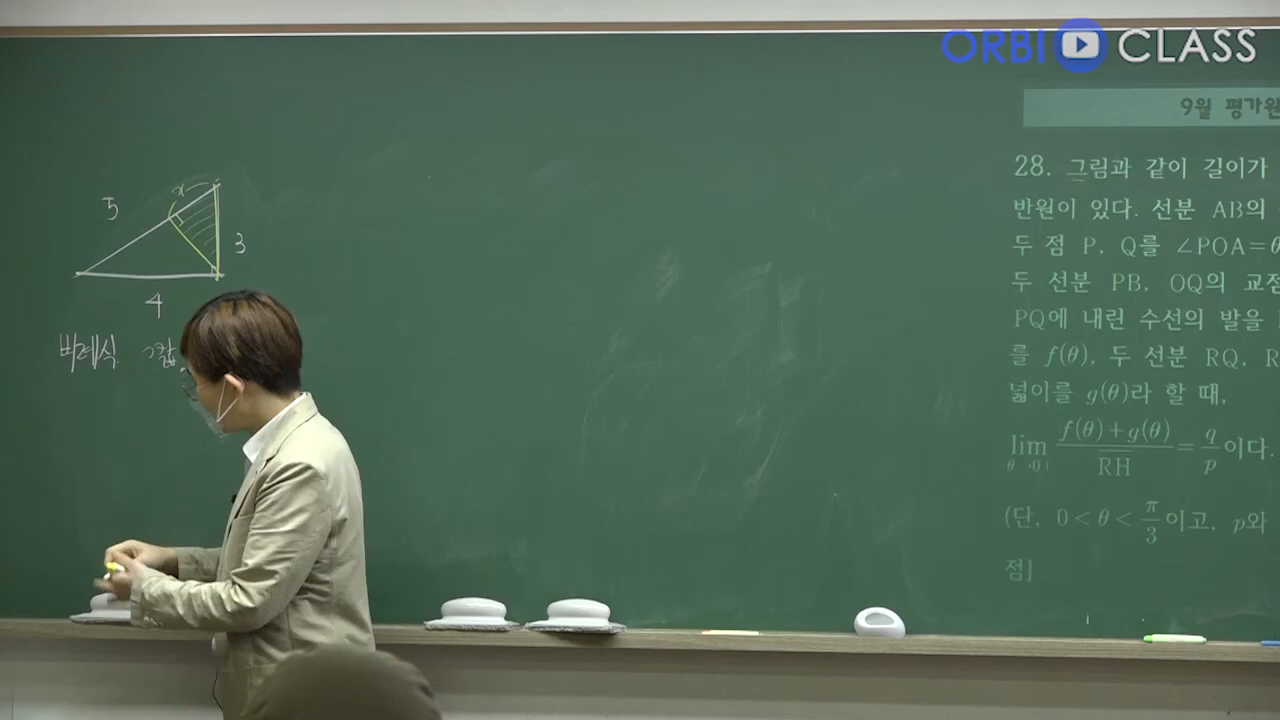 ORBI CLASS
9월 평가원
28. 그림과 같이 길이가
반원이 있다. 선분 AB의
두 점 P, Q를 ∠POA=θ
두 선분 PB, OQ의 교점
PQ에 내린 수선의 발을
를 f(θ), 두 선분 RQ, R
넓이를 g(θ)라 할 때,
lim θ→0+ f(θ)+g(θ) / RH = q/p 이다.
(단, 0<θ<π/3이고, p와
점]
x
5
3
4
비례식